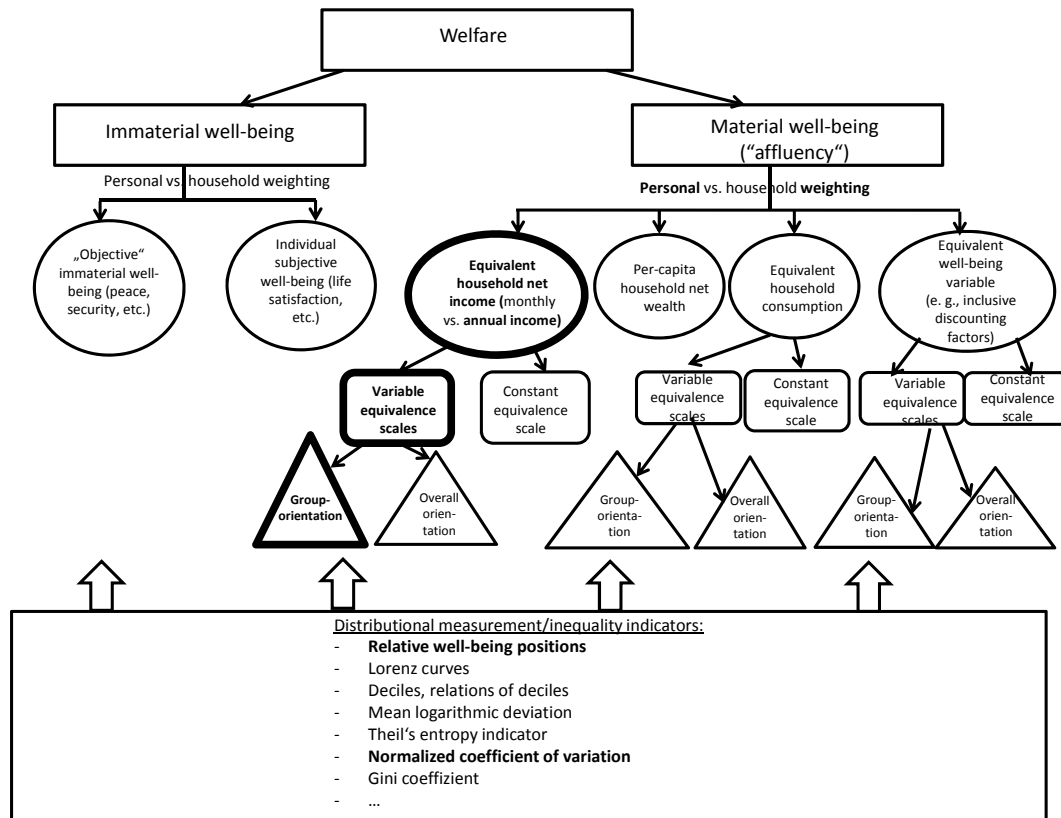 Welfare
Immaterial well-being
Material well-being
(“affluency“)
Personal vs. household weighting
Personal vs. household weighting
„Objective“
immaterial well-
being (peace,
security, etc.)
Individual
subjective
well-being (life
satisfaction,
etc.)
Equivalent
household net
income (monthly
vs. annual income)
Per-capita
household net
wealth
Equivalent
household
consumption
Equivalent
well-being
variable
(e. g., inclusive
discounting
factors)
Variable
equivalence
scales
Constant
equivalence
scale
Variable
equivalence
scales
Constant
equivalence
scale
Variable
equivalence
scales
Constant
equivalence
scale
Group-
orientation
Overall
orien-
tation
Group-
orienta-
tion
Overall
orien-
tation
Group-
orienta-
tion
Overall
orien-
tation
Distributional measurement/inequality indicators:
- Relative well-being positions
- Lorenz curves
- Deciles, relations of deciles
- Mean logarithmic deviation
- Theil‘s entropy indicator
- Normalized coefficient of variation
- Gini coeffizient
- ...